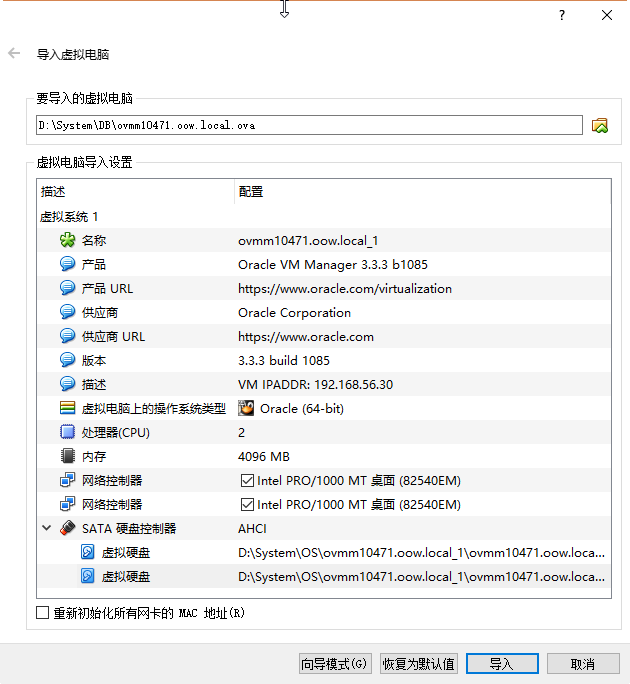 ?
导入虚拟电脑
要导入的虚拟电脑
D:\System\DB\ovmm10471.oow.local.ova
虚拟电脑导入设置
描述 配置
虚拟系统 1
名称 ovmm10471.oow.local_1
产品 Oracle VM Manager 3.3.3 b1085
产品 URL https://www.oracle.com/virtualization
供应商 Oracle Corporation
供应商 URL https://www.oracle.com
版本 3.3.3 build 1085
描述 VM IPADDR: 192.168.56.30
虚拟电脑上的操作系统类型 Oracle (64-bit)
处理器(CPU) 2
内存 4096 MB
网络控制器 Intel PRO/1000 MT 桌面 (82540EM)
网络控制器 Intel PRO/1000 MT 桌面 (82540EM)
SATA 硬盘控制器 AHCI
虚拟硬盘 D:\System\OS\ovmm10471.oow.local_1\ovmm10471.oow.loca...
虚拟硬盘 D:\System\OS\ovmm10471.oow.local_1\ovmm10471.oow.loca...
重新初始化所有网卡的 MAC 地址(R)
向导模式(G) 恢复为默认值 导入 取消